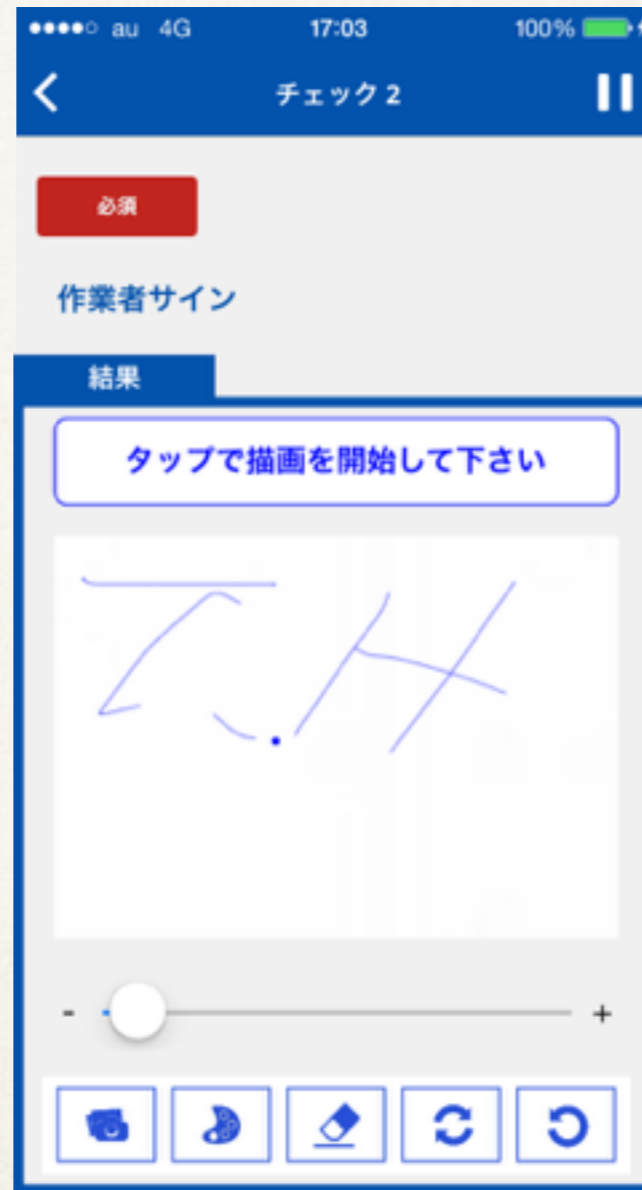 au 4G 17:03 100%
チェック2
必須
作業者サイン
結果
タップで描画を開始して下さい
.H
- +